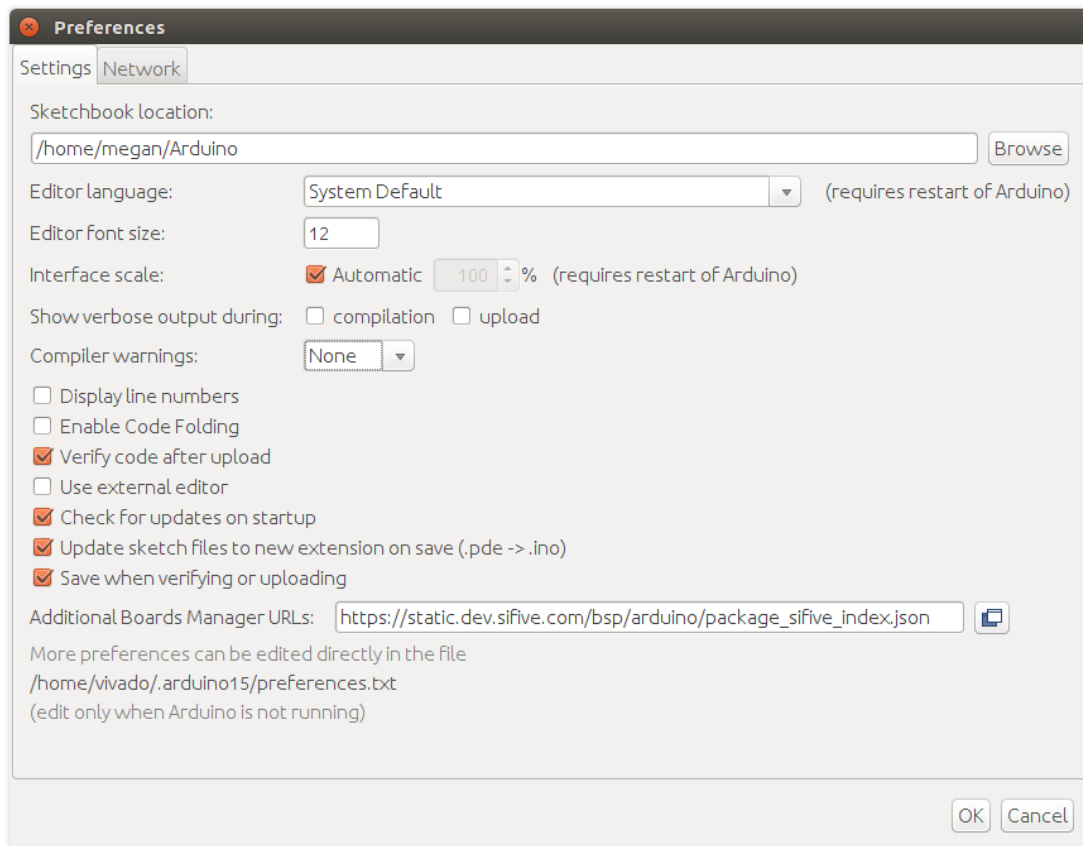 Preferences
Settings Network
Sketchbook location:
/home/megan/Arduino Browse
Editor language: System Default (requires restart of Arduino)
Editor font size: 12
Interface scale: Automatic 100 % (requires restart of Arduino)
Show verbose output during: compilation upload
Compiler warnings: None
Display line numbers
Enable Code Folding
Verify code after upload
Use external editor
Check for updates on startup
Update sketch files to new extension on save (.pde -> .ino)
Save when verifying or uploading
Additional Boards Manager URLs: https://static.dev.sifive.com/bsp/arduino/package_sifive_index.json
More preferences can be edited directly in the file
/home/vivado/.arduino15/preferences.txt
(edit only when Arduino is not running)
OK Cancel